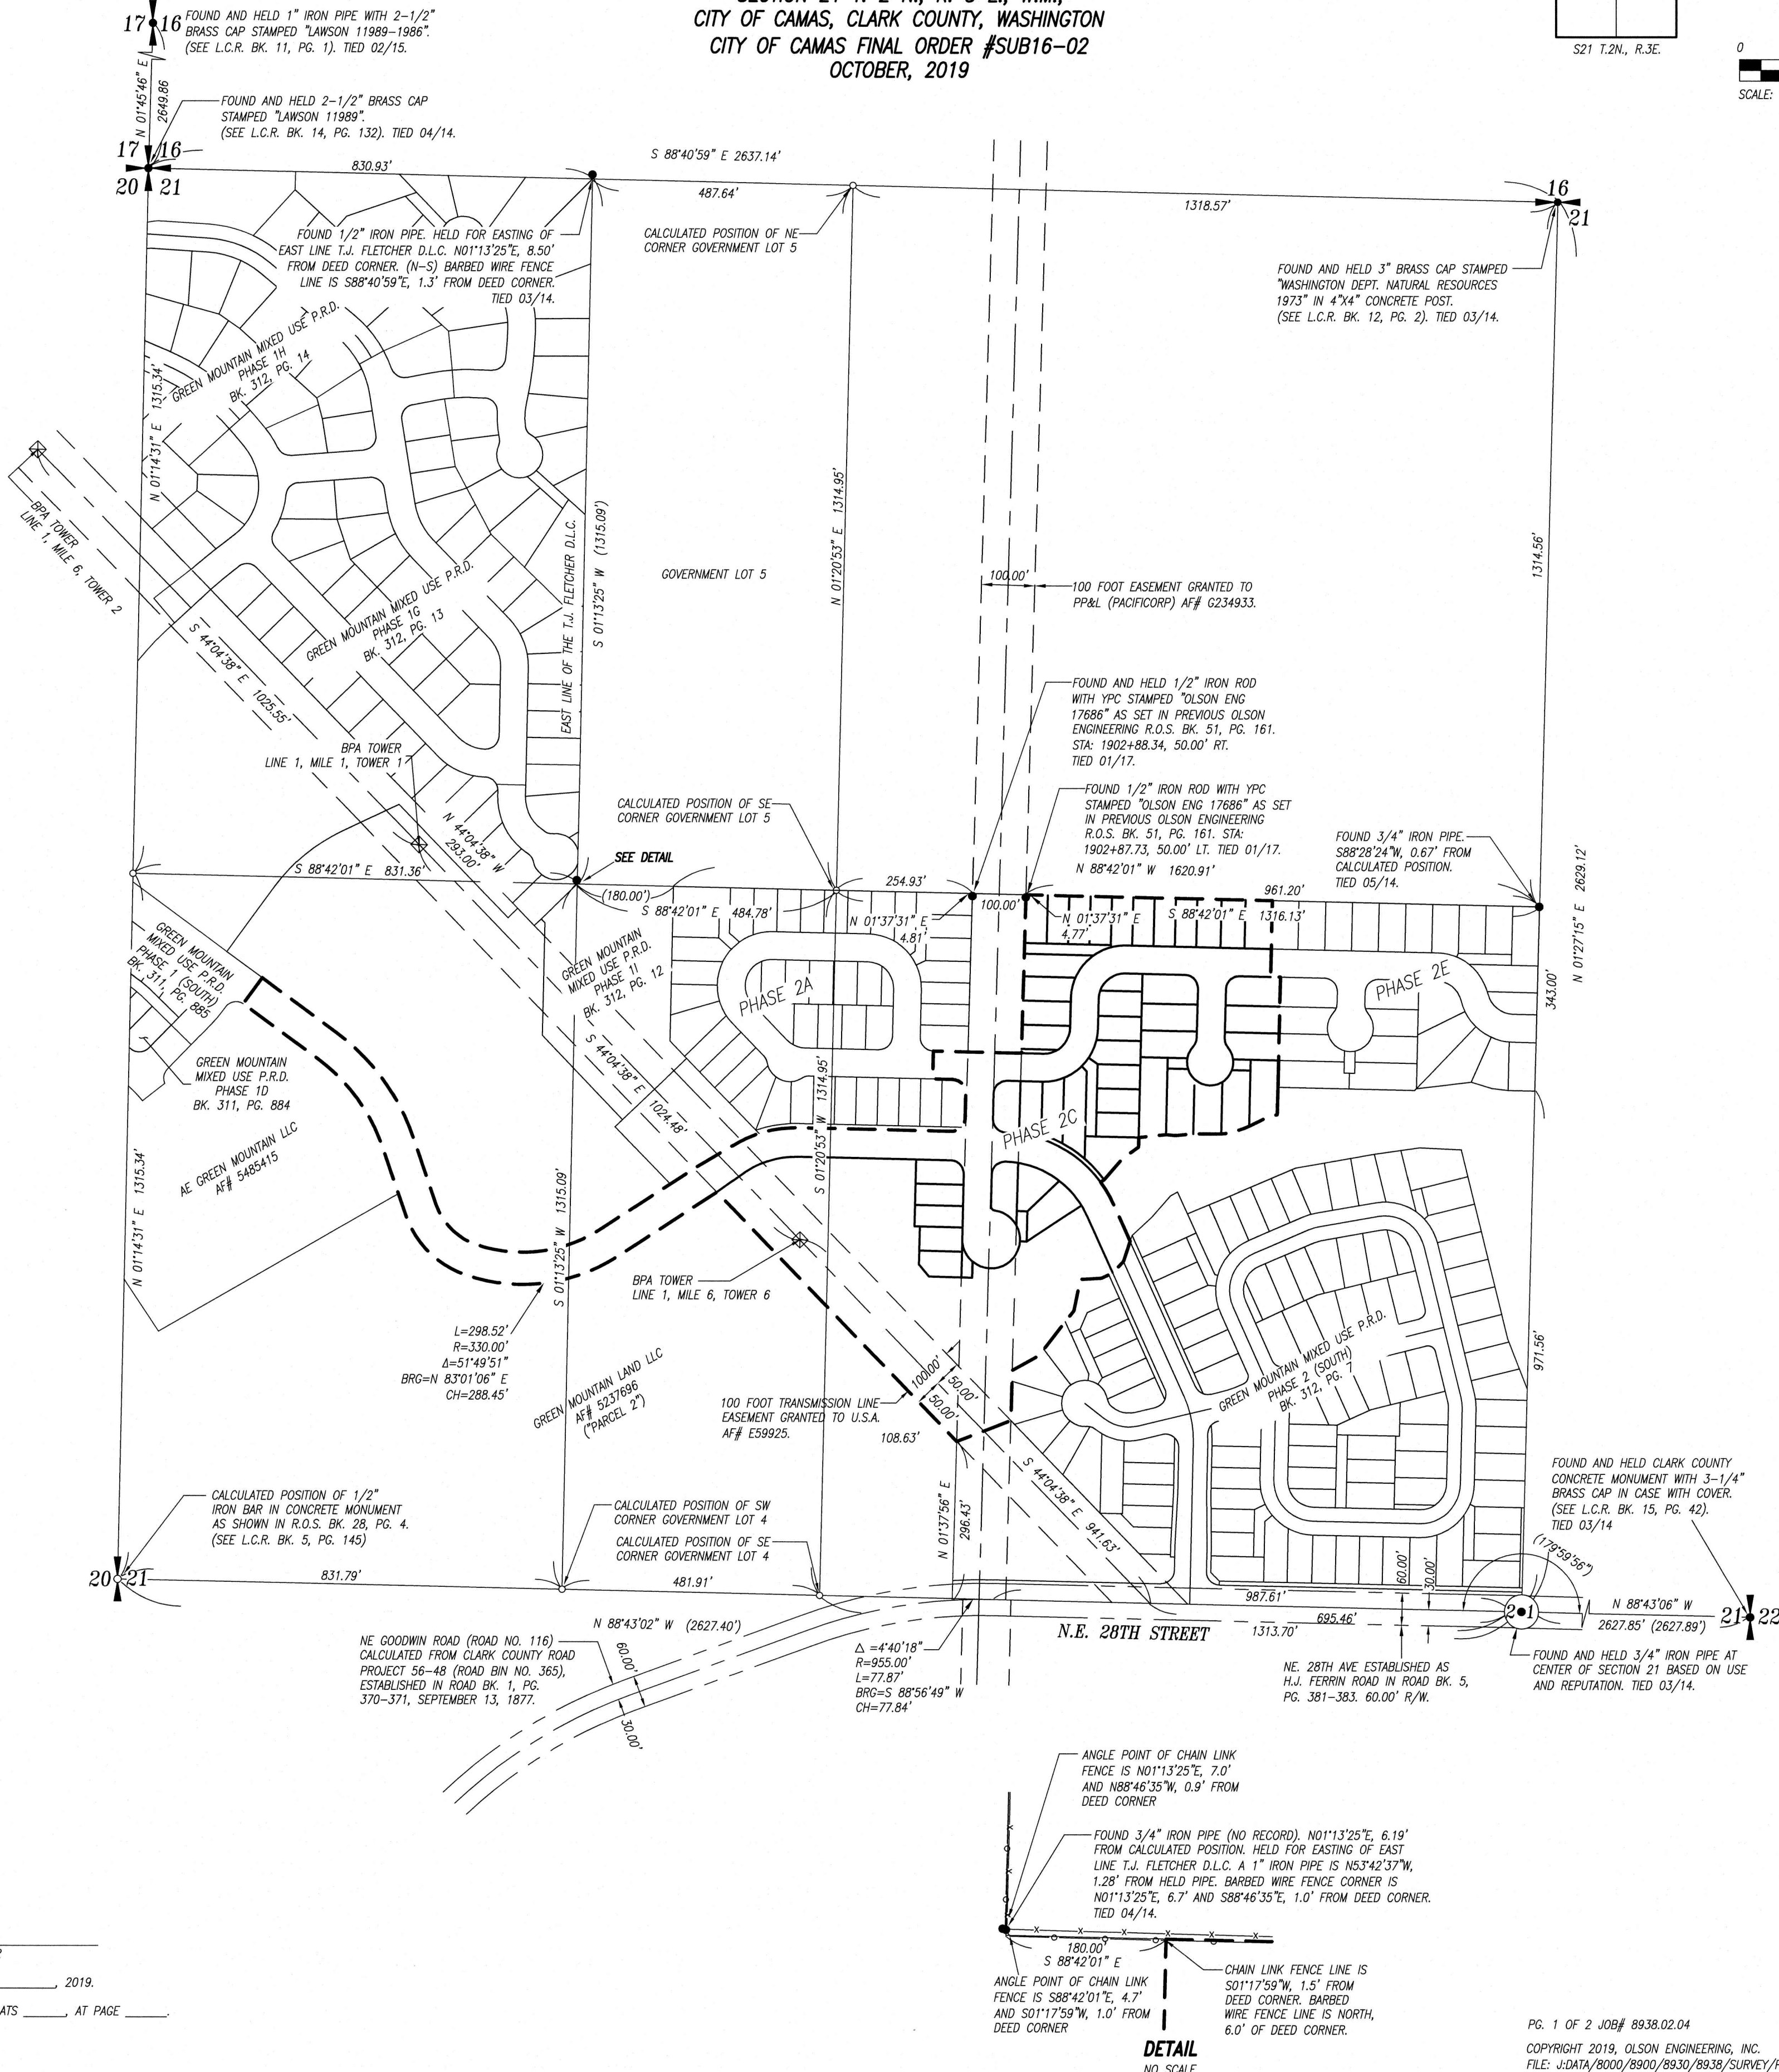 CITY OF CAMAS, CLARK COUNTY, WASHINGTON
CITY OF CAMAS FINAL ORDER #SUB16-02
OCTOBER, 2019
S21 T.2N., R.3E.
0
SCALE:
17 16
FOUND AND HELD 1" IRON PIPE WITH 2-1/2"
BRASS CAP STAMPED "LAWSON 11989-1986".
(SEE L.C.R. BK. 11, PG. 1). TIED 02/15.
N 01°45'46" E
2649.86
FOUND AND HELD 2-1/2" BRASS CAP
STAMPED "LAWSON 11989".
(SEE L.C.R. BK. 14, PG. 132). TIED 04/14.
17 16
20 21
830.93'
S 88°40'59" E 2637.14'
487.64'
1318.57'
16
21
FOUND 1/2" IRON PIPE. HELD FOR EASTING OF
EAST LINE T.J. FLETCHER D.L.C. N01°13'25"E, 8.50'
FROM DEED CORNER. (N-S) BARBED WIRE FENCE
LINE IS S88°40'59"E, 1.3' FROM DEED CORNER.
TIED 03/14.
CALCULATED POSITION OF NE
CORNER GOVERNMENT LOT 5
FOUND AND HELD 3" BRASS CAP STAMPED
"WASHINGTON DEPT. NATURAL RESOURCES
1973" IN 4"X4" CONCRETE POST.
(SEE L.C.R. BK. 12, PG. 2). TIED 03/14.
GREEN MOUNTAIN MIXED USE P.R.D.
PHASE 1H
BK. 312, PG. 14
N 01°14'31" E 1315.34'
BPA TOWER
LINE 1, MILE 6, TOWER 2
S 44°04'38" E 1025.55'
GREEN MOUNTAIN MIXED USE P.R.D.
PHASE 1G
BK. 312, PG. 13
EAST LINE OF THE T.J. FLETCHER D.L.C.
S 01°13'25" W (1315.09')
GOVERNMENT LOT 5
N 01°20'53" E 1314.95'
100.00'
100 FOOT EASEMENT GRANTED TO
PP&L (PACIFICORP) AF# G234933.
1314.56'
FOUND AND HELD 1/2" IRON ROD
WITH YPC STAMPED "OLSON ENG
17686" AS SET IN PREVIOUS OLSON
ENGINEERING R.O.S. BK. 51, PG. 161.
STA: 1902+88.34, 50.00' RT.
TIED 01/17.
BPA TOWER
LINE 1, MILE 1, TOWER 1
N 44°04'38" W
293.00'
CALCULATED POSITION OF SE
CORNER GOVERNMENT LOT 5
FOUND 1/2" IRON ROD WITH YPC
STAMPED "OLSON ENG 17686" AS SET
IN PREVIOUS OLSON ENGINEERING
R.O.S. BK. 51, PG. 161. STA:
1902+87.73, 50.00' LT. TIED 01/17.
FOUND 3/4" IRON PIPE.
S88°28'24"W, 0.67' FROM
CALCULATED POSITION.
TIED 05/14.
N 01°27'15" E 2629.12'
SEE DETAIL
S 88°42'01" E 831.36'
(180.00')
S 88°42'01" E 484.78'
254.93'
N 88°42'01" W 1620.91'
961.20'
N 01°37'31" E
4.81'
100.00'
N 01°37'31" E
4.77'
S 88°42'01" E 1316.13'
GREEN MOUNTAIN
MIXED USE P.R.D.
PHASE 1 (SOUTH)
BK. 311, PG. 885
GREEN MOUNTAIN
MIXED USE P.R.D.
PHASE 1I
BK. 312, PG. 12
PHASE 2A
PHASE 2E
343.00'
GREEN MOUNTAIN
MIXED USE P.R.D.
PHASE 1D
BK. 311, PG. 884
S 44°04'38" E 1024.48'
S 01°20'53" W 1314.95'
PHASE 2C
AE GREEN MOUNTAIN LLC
AF# 5485415
N 01°14'31" E 1315.34'
S 01°13'25" W 1315.09'
BPA TOWER
LINE 1, MILE 6, TOWER 6
L=298.52'
R=330.00'
Δ=51°49'51"
BRG=N 83°01'06" E
CH=288.45'
GREEN MOUNTAIN LAND LLC
AF# 5237696
("PARCEL 2")
100 FOOT TRANSMISSION LINE
EASEMENT GRANTED TO U.S.A.
AF# E59925.
100.00'
50.00'
50.00'
108.63'
GREEN MOUNTAIN MIXED USE P.R.D.
PHASE 2 (SOUTH)
BK. 312, PG. 7
971.56'
S 44°04'38" E 941.63'
N 01°37'56" E
296.43'
CALCULATED POSITION OF 1/2"
IRON BAR IN CONCRETE MONUMENT
AS SHOWN IN R.O.S. BK. 28, PG. 4.
(SEE L.C.R. BK. 5, PG. 145)
CALCULATED POSITION OF SW
CORNER GOVERNMENT LOT 4
CALCULATED POSITION OF SE
CORNER GOVERNMENT LOT 4
FOUND AND HELD CLARK COUNTY
CONCRETE MONUMENT WITH 3-1/4"
BRASS CAP IN CASE WITH COVER.
(SEE L.C.R. BK. 15, PG. 42).
TIED 03/14
(179°59'56")
20 21
831.79'
481.91'
60.00'
30.00'
987.61'
695.46'
2 1
N 88°43'06" W
2627.85' (2627.89')
21 22
N 88°43'02" W (2627.40')
N.E. 28TH STREET
1313.70'
NE GOODWIN ROAD (ROAD NO. 116)
CALCULATED FROM CLARK COUNTY ROAD
PROJECT 56-48 (ROAD BIN NO. 365),
ESTABLISHED IN ROAD BK. 1, PG.
370-371, SEPTEMBER 13, 1877.
60.00'
30.00'
Δ =4°40'18"
R=955.00'
L=77.87'
BRG=S 88°56'49" W
CH=77.84'
NE. 28TH AVE ESTABLISHED AS
H.J. FERRIN ROAD IN ROAD BK. 5,
PG. 381-383. 60.00' R/W.
FOUND AND HELD 3/4" IRON PIPE AT
CENTER OF SECTION 21 BASED ON USE
AND REPUTATION. TIED 03/14.
ANGLE POINT OF CHAIN LINK
FENCE IS N01°13'25"E, 7.0'
AND N88°46'35"W, 0.9' FROM
DEED CORNER
FOUND 3/4" IRON PIPE (NO RECORD). N01°13'25"E, 6.19'
FROM CALCULATED POSITION. HELD FOR EASTING OF EAST
LINE T.J. FLETCHER D.L.C. A 1" IRON PIPE IS N53°42'37"W,
1.28' FROM HELD PIPE. BARBED WIRE FENCE CORNER IS
N01°13'25"E, 6.7' AND S88°46'35"E, 1.0' FROM DEED CORNER.
TIED 04/14.
180.00'
S 88°42'01" E
ANGLE POINT OF CHAIN LINK
FENCE IS S88°42'01"E, 4.7'
AND S01°17'59"W, 1.0' FROM
DEED CORNER
CHAIN LINK FENCE LINE IS
S01°17'59"W, 1.5' FROM
DEED CORNER. BARBED
WIRE FENCE LINE IS NORTH,
6.0' OF DEED CORNER.
DETAIL
NO SCALE
, 2019.
ATS ______, AT PAGE ______.
PG. 1 OF 2 JOB# 8938.02.04
COPYRIGHT 2019, OLSON ENGINEERING, INC.
FILE: J:DATA/8000/8900/8930/8938/SURVEY/